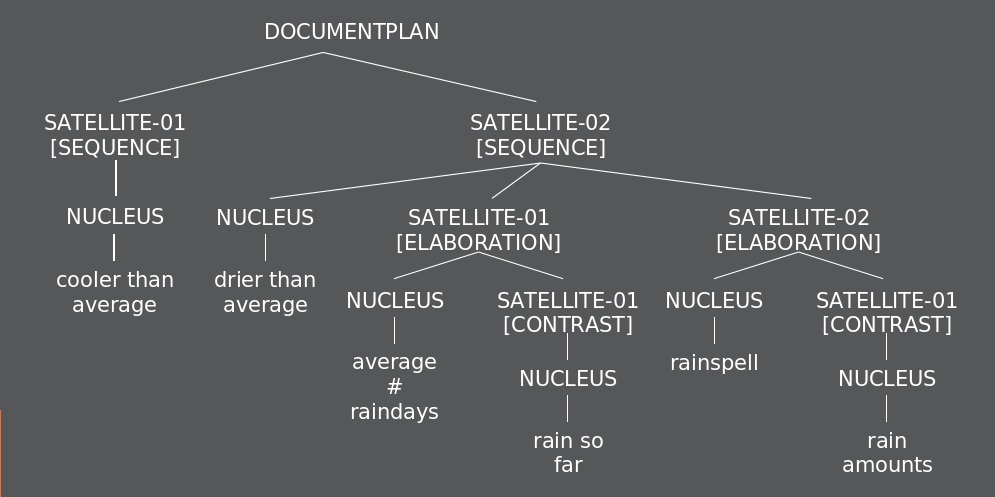 DOCUMENTPLAN
SATELLITE-01
[SEQUENCE]
SATELLITE-02
[SEQUENCE]
NUCLEUS
cooler than
average
NUCLEUS
drier than
average
SATELLITE-01
[ELABORATION]
SATELLITE-02
[ELABORATION]
NUCLEUS
average
#
raindays
SATELLITE-01
[CONTRAST]
NUCLEUS
rain so
far
NUCLEUS
rainspell
SATELLITE-01
[CONTRAST]
NUCLEUS
rain
amounts